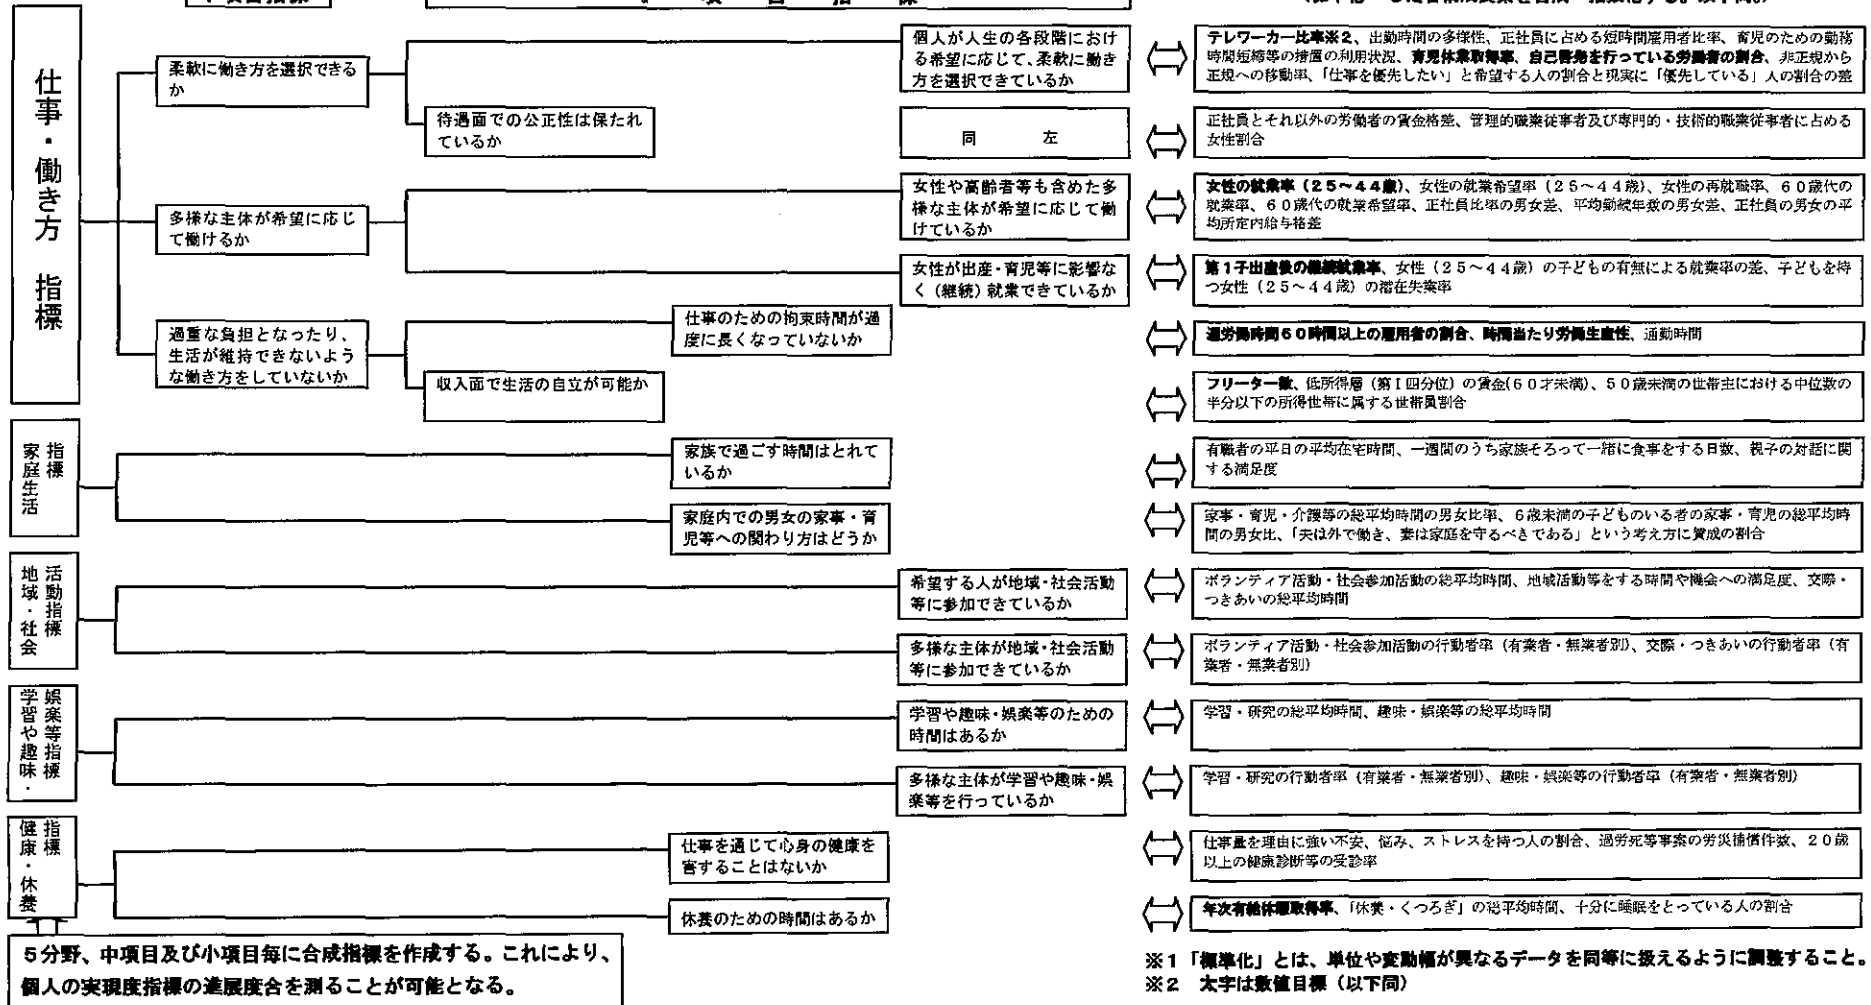 仕事・働き方 指標
柔軟に働き方を選択できる
か
個人が人生の各段階におけ
る希望に応じて、柔軟に働き
方を選択できているか
テレワーカー比率※2、出勤時間の多様性、正社員に占める短時間雇用者比率、育児のための勤務
時間短縮等の措置の利用状況、育児休業取得率、自己啓発を行っている労働者の割合、非正規から
正規への移動率、「仕事を優先したい」と希望する人の割合と現実に「優先している」人の割合の差
待遇面での公正性は保たれ
ているか
同 左
正社員とそれ以外の労働者の賃金格差、管理的職業従事者及び専門的・技術的職業従事者に占める
女性割合
多様な主体が希望に応じ
て働けるか
女性や高齢者等も含めた多
様な主体が希望に応じて働
けているか
女性の就業率(25~44歳)、女性の就業希望率(25~44歳)、女性の再就職率、60歳代の
就業率、60歳代の就業希望率、正社員比率の男女差、平均勤続年数の男女差、正社員の男女の平
均所定内給与格差
女性が出産・育児等に影響な
く(継続)就業できているか
第1子出産後の継続就業率、女性(25~44歳)の子どもの有無による就業率の差、子どもを持
つ女性(25~44歳)の潜在失業率
過重な負担となったり、
生活が維持できないよう
な働き方をしていないか
仕事のための拘束時間が過
度に長くなっていないか
週労働時間60時間以上の雇用者の割合、時間当たり労働生産性、通勤時間
収入面で生活の自立が可能か
フリーター数、低所得層(第Ⅰ四分位)の賃金(60才未満)、50歳未満の世帯主における中位数の
半分以下の所得世帯に属する世帯員割合
家庭生活
指標
家族で過ごす時間はとれて
いるか
有職者の平日の平均在宅時間、一週間のうち家族そろって一緒に食事をする日数、親子の対話に関
する満足度
家庭内での男女の家事・育
児等への関わり方はどうか
家事・育児・介護等の総平均時間の男女比率、6歳未満の子どものいる者の家事・育児の総平均時
間の男女比、「夫は外で働き、妻は家庭を守るべきである」という考え方に賛成の割合
地域・社会
活動指標
希望する人が地域・社会活動
等に参加できているか
ボランティア活動・社会参加活動の総平均時間、地域活動等をする時間や機会への満足度、交際・
つきあいの総平均時間
多様な主体が地域・社会活動
等に参加できているか
ボランティア活動・社会参加活動の行動者率(有業者・無業者別)、交際・つきあいの行動者率(有
業者・無業者別)
学習や趣味・
娯楽等指標
学習や趣味・娯楽等のための
時間はあるか
学習・研究の総平均時間、趣味・娯楽等の総平均時間
多様な主体が学習や趣味・娯
楽等を行っているか
学習・研究の行動者率(有業者・無業者別)、趣味・娯楽等の行動者率(有業者・無業者別)
健康・休養
指標
仕事を通じて心身の健康を
害することはないか
仕事量を理由に強い不安、悩み、ストレスを持つ人の割合、過労死等事案の労災補償件数、20歳
以上の健康診断等の受診率
休養のための時間はあるか
年次有給休暇取得率、「休養・くつろぎ」の総平均時間、十分に睡眠をとっている人の割合
5分野、中項目及び小項目毎に合成指標を作成する。これにより、
個人の実現度指標の進展度合を測ることが可能となる。
※1「標準化」とは、単位や変動幅が異なるデータを同等に扱えるように調整すること。
※2 太字は数値目標(以下同)